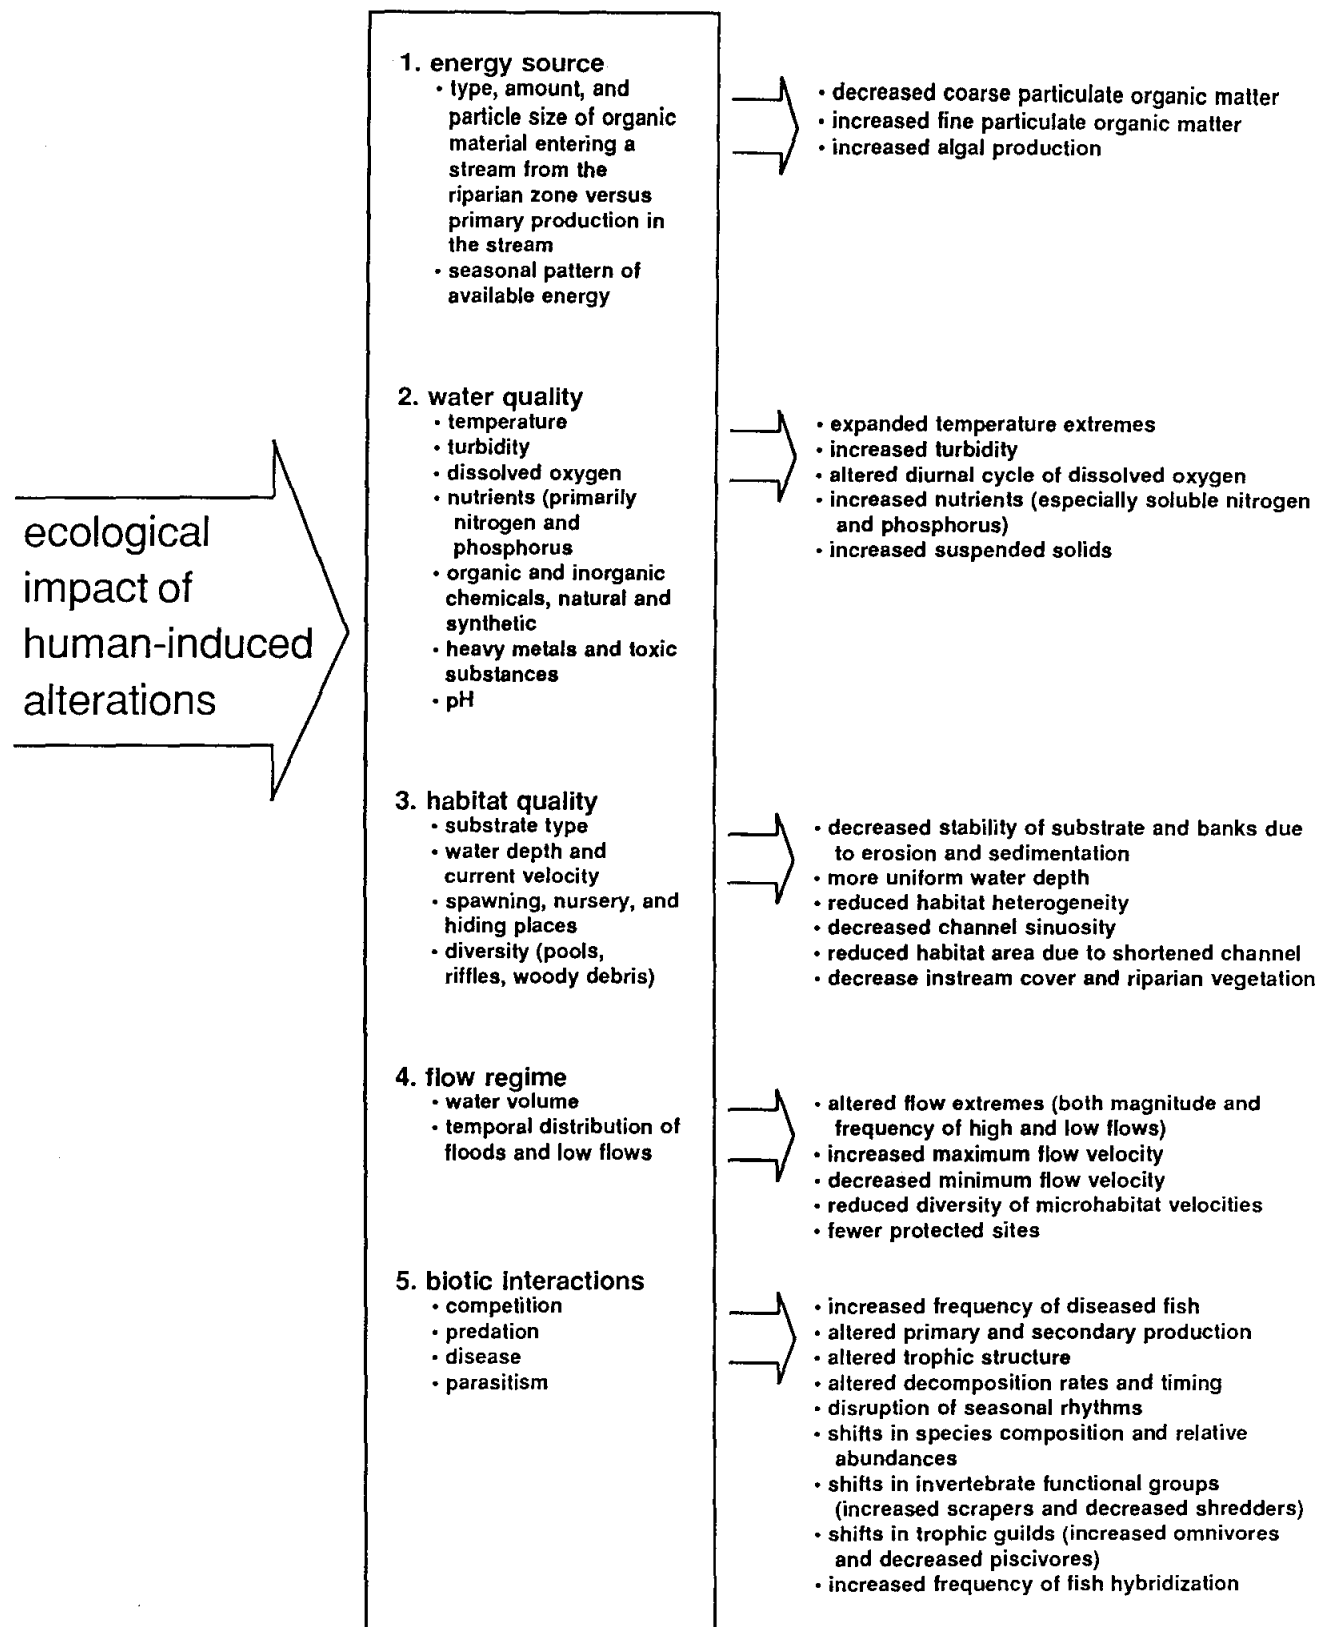 ecological
impact of
human-induced
alterations
1. energy source
• type, amount, and
particle size of organic
material entering a
stream from the
riparian zone versus
primary production in
the stream
• seasonal pattern of
available energy
• decreased coarse particulate organic matter
• increased fine particulate organic matter
• increased algal production
2. water quality
• temperature
• turbidity
• dissolved oxygen
• nutrients (primarily
nitrogen and
phosphorus
• organic and inorganic
chemicals, natural and
synthetic
• heavy metals and toxic
substances
• pH
• expanded temperature extremes
• increased turbidity
• altered diurnal cycle of dissolved oxygen
• increased nutrients (especially soluble nitrogen
and phosphorus)
• increased suspended solids
3. habitat quality
• substrate type
• water depth and
current velocity
• spawning, nursery, and
hiding places
• diversity (pools,
riffles, woody debris)
• decreased stability of substrate and banks due
to erosion and sedimentation
• more uniform water depth
• reduced habitat heterogeneity
• decreased channel sinuosity
• reduced habitat area due to shortened channel
• decrease instream cover and riparian vegetation
4. flow regime
• water volume
• temporal distribution of
floods and low flows
• altered flow extremes (both magnitude and
frequency of high and low flows)
• increased maximum flow velocity
• decreased minimum flow velocity
• reduced diversity of microhabitat velocities
• fewer protected sites
5. biotic interactions
• competition
• predation
• disease
• parasitism
• increased frequency of diseased fish
• altered primary and secondary production
• altered trophic structure
• altered decomposition rates and timing
• disruption of seasonal rhythms
• shifts in species composition and relative
abundances
• shifts in invertebrate functional groups
(increased scrapers and decreased shredders)
• shifts in trophic guilds (increased omnivores
and decreased piscivores)
• increased frequency of fish hybridization